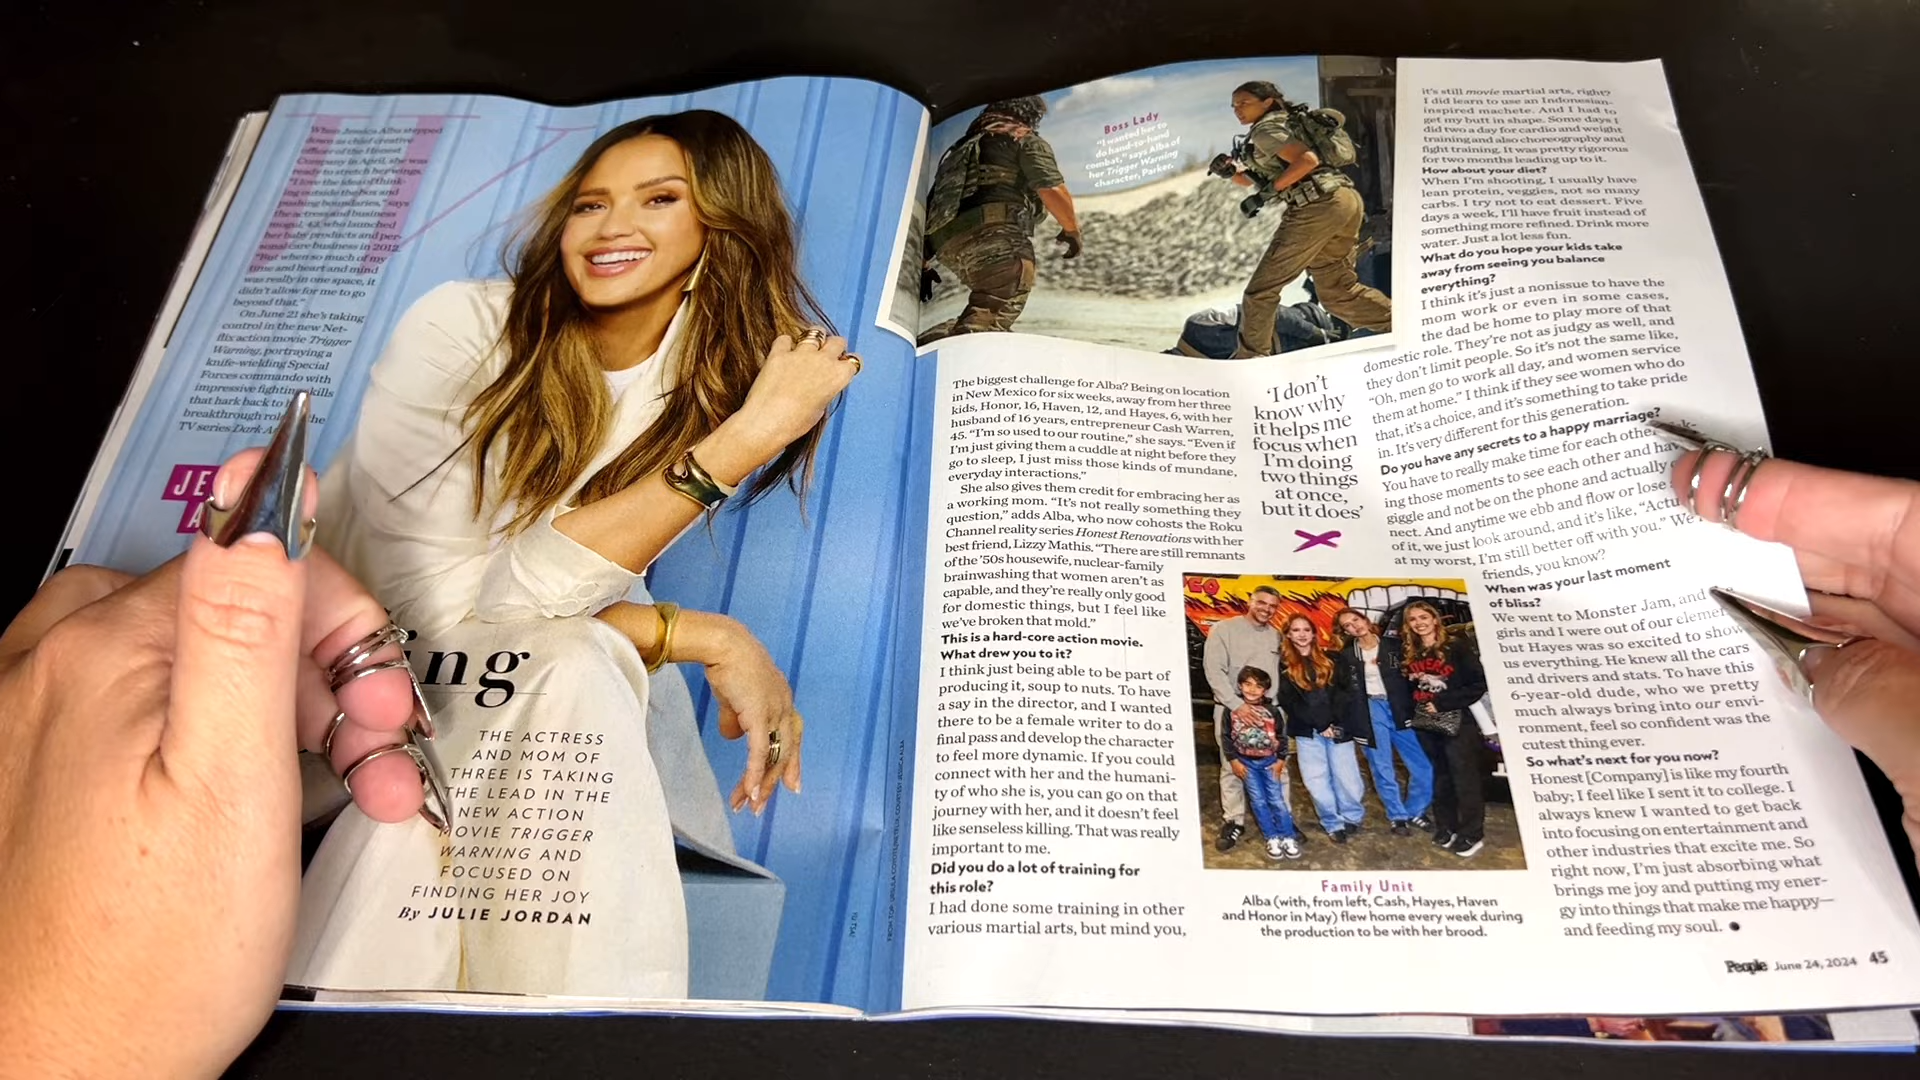 When Jessica Alba stepped
down as chief creative
officer of the Honest
Company in April, she was
ready to stretch her wings.
"I love the idea of think-
ing outside the box and
pushing boundaries," says
the actress and business
mogul, 43, who launched
her baby products and per-
sonal care business in 2012.
"But when so much of my
time and heart and mind
was really in one space, it
didn't allow for me to go
beyond that."
On June 21 she's taking
control in the new Net-
flix action movie Trigger
Warning, portraying a
knife-wielding Special
Forces commando with
impressive fighting skills
that hark back to
breakthrough the
TV series Dark
JE
A
ing
THE ACTRESS
AND MOM OF
THREE IS TAKING
THE LEAD IN THE
NEW ACTION
MOVIE TRIGGER
WARNING AND
FOCUSED ON
FINDING HER JOY
By JULIE JORDAN
Boss Lady
"I wanted her to
do hand-to-hand
combat," says Alba of
her Trigger Warning
character, Parker.
The biggest challenge for Alba? Being on location
in New Mexico for six weeks, away from her three
kids, Honor, 16, Haven, 12, and Hayes, 6, with her
husband of 16 years, entrepreneur Cash Warren,
45. "I'm so used to our routine," she says. "Even if
I'm just giving them a cuddle at night before they
go to sleep, I just miss those kinds of mundane,
everyday interactions."
She also gives them credit for embracing her as
a working mom. "It's not really something they
question," adds Alba, who now cohosts the Roku
Channel reality series Honest Renovations with her
best friend, Lizzy Mathis. "There are still remnants
of the '50s housewife, nuclear-family
brainwashing that women aren't as
capable, and they're really only good
for domestic things, but I feel like
we've broken that mold."
This is a hard-core action movie.
What drew you to it?
I think just being able to be part of
producing it, soup to nuts. To have
a say in the director, and I wanted
there to be a female writer to do a
final pass and develop the character
to feel more dynamic. If you could
connect with her and the humani-
ty of who she is, you can go on that
journey with her, and it doesn't feel
like senseless killing. That was really
important to me.
Did you do a lot of training for
this role?
I had done some training in other
various martial arts, but mind you,
'I don't
know why
it helps me
focus when
I'm doing
two things
at once,
but it does'
Family Unit
Alba (with, from left, Cash, Hayes, Haven
and Honor in May) flew home every week during
the production to be with her brood.
it's still movie martial arts, right?
I did learn to use an Indonesian-
inspired machete. And I had to
get my butt in shape. Some days I
did two a day for cardio and weight
training and also choreography and
fight training. It was pretty rigorous
for two months leading up to it.
How about your diet?
When I'm shooting, I usually have
lean protein, veggies, not so many
carbs. I try not to eat dessert. Five
days a week, I'll have fruit instead of
something more refined. Drink more
water. Just a lot less fun.
What do you hope your kids take
away from seeing you balance
everything?
I think it's just a nonissue to have the
mom work or even in some cases,
the dad be home to play more of that
domestic role. They're not as judgy as well, and
they don't limit people. So it's not the same like,
"Oh, men go to work all day, and women service
them at home." I think if they see women who do
that, it's a choice, and it's something to take pride
in. It's very different for this generation.
Do you have any secrets to a happy marriage?
You have to really make time for each other,
ing those moments to see each other and
giggle and not be on the phone and actually
nect. And anytime we ebb and flow or lose
of it, we just look around, and it's like, "Actu
at my worst, I'm still better off with you." We
friends, you know?
When was your last moment
of bliss?
We went to Monster Jam, and
girls and I were out of our
but Hayes was so excited to show
us everything. He knew all the cars
and drivers and stats. To have this
6-year-old dude, who we pretty
much always bring into our envi-
ronment, feel so confident was the
cutest thing ever.
So what's next for you now?
Honest [Company] is like my fourth
baby; I feel like I sent it to college. I
always knew I wanted to get back
into focusing on entertainment and
other industries that excite me. So
right now, I'm just absorbing what
brings me joy and putting my ener-
gy into things that make me happy—
and feeding my soul.
People June 24, 2024 45